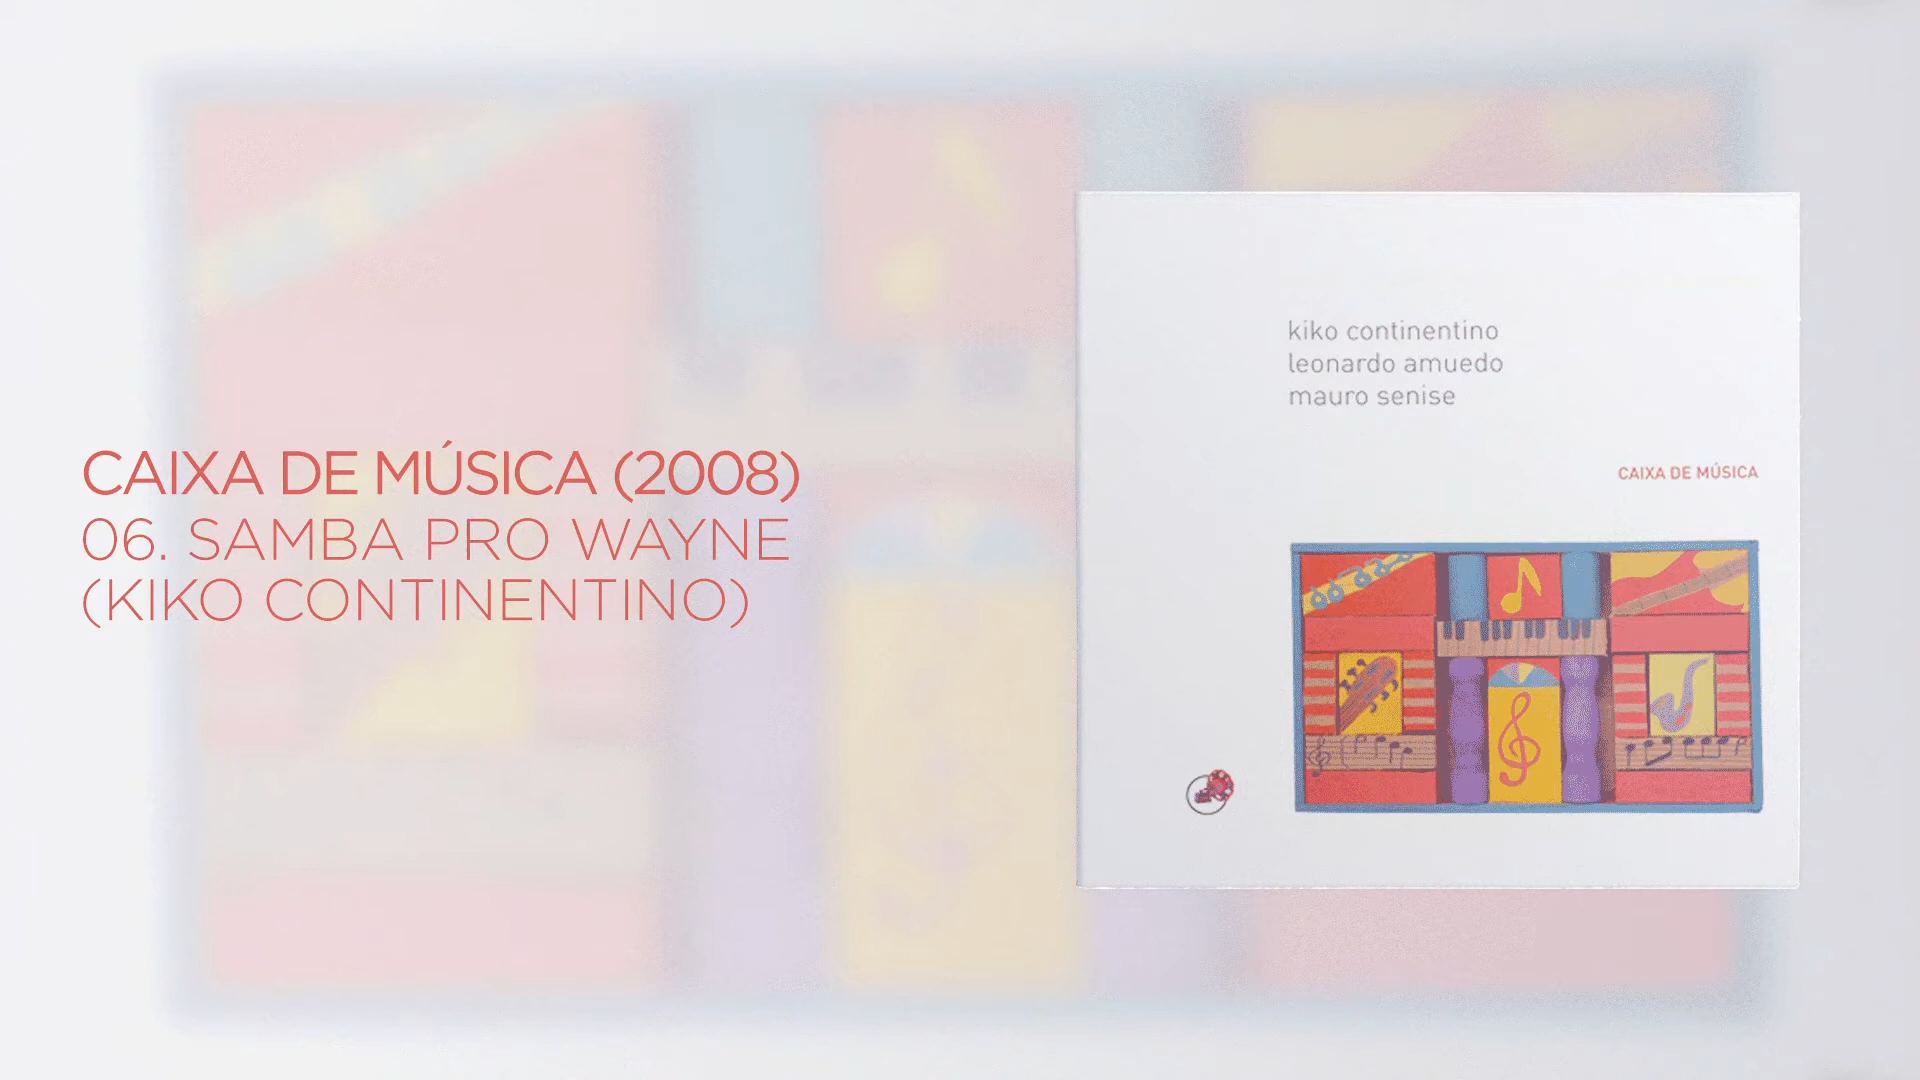 CAIXA DE MÚSICA (2008)
06. SAMBA PRO WAYNE
(KIKO CONTINENTINO)
kiko continentino
leonardo amuedo
mauro senise
CAIXA DE MÚSICA